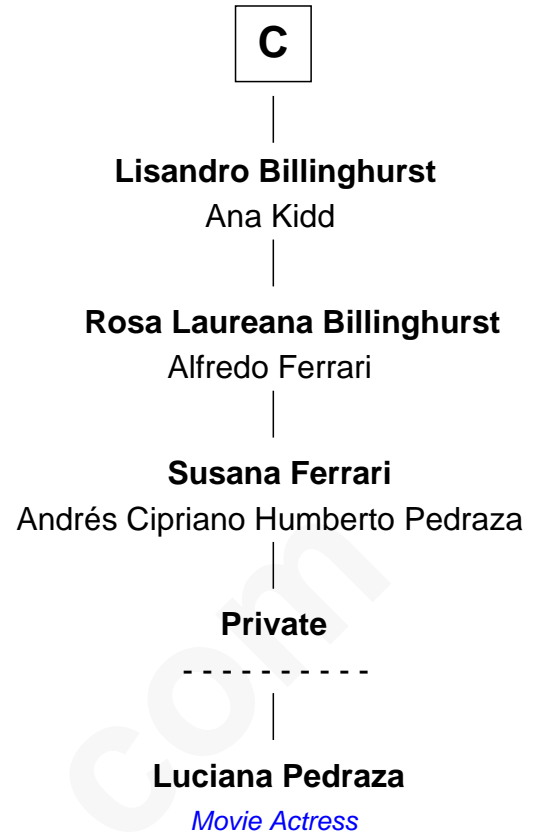 C
Lisandro Billinghurst
Ana Kidd
Rosa Laureana Billinghurst
Alfredo Ferrari
Susana Ferrari
Andrés Cipriano Humberto Pedraza
Private
- - - - - - - - - -
Luciana Pedraza
Movie Actress
com